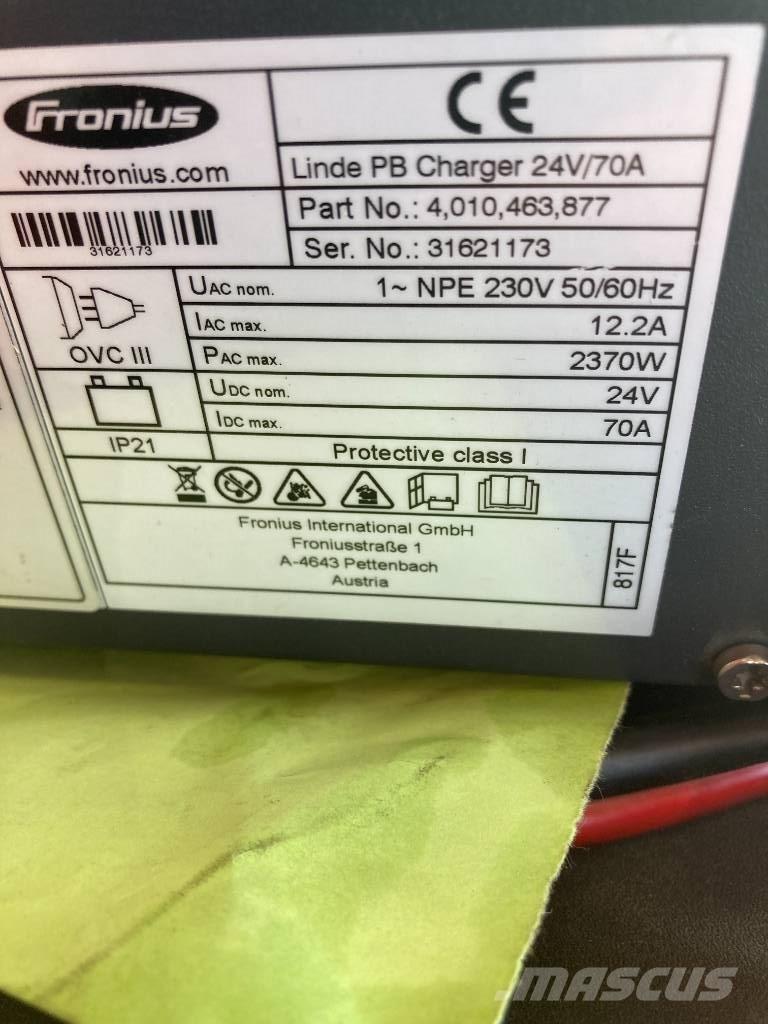 Fronius
www.fronius.com
CE
Linde PB Charger 24V/70A
Part No.: 4,010,463,877
Ser. No.: 31621173
31621173
OVC III
UAC nom. 1~ NPE 230V 50/60Hz
IAC max. 12.2A
PAC max. 2370W
UDC nom. 24V
IDC max. 70A
IP21
Protective class I
Fronius International GmbH
Froniusstraße 1
A-4643 Pettenbach
Austria
817F
MASCUS